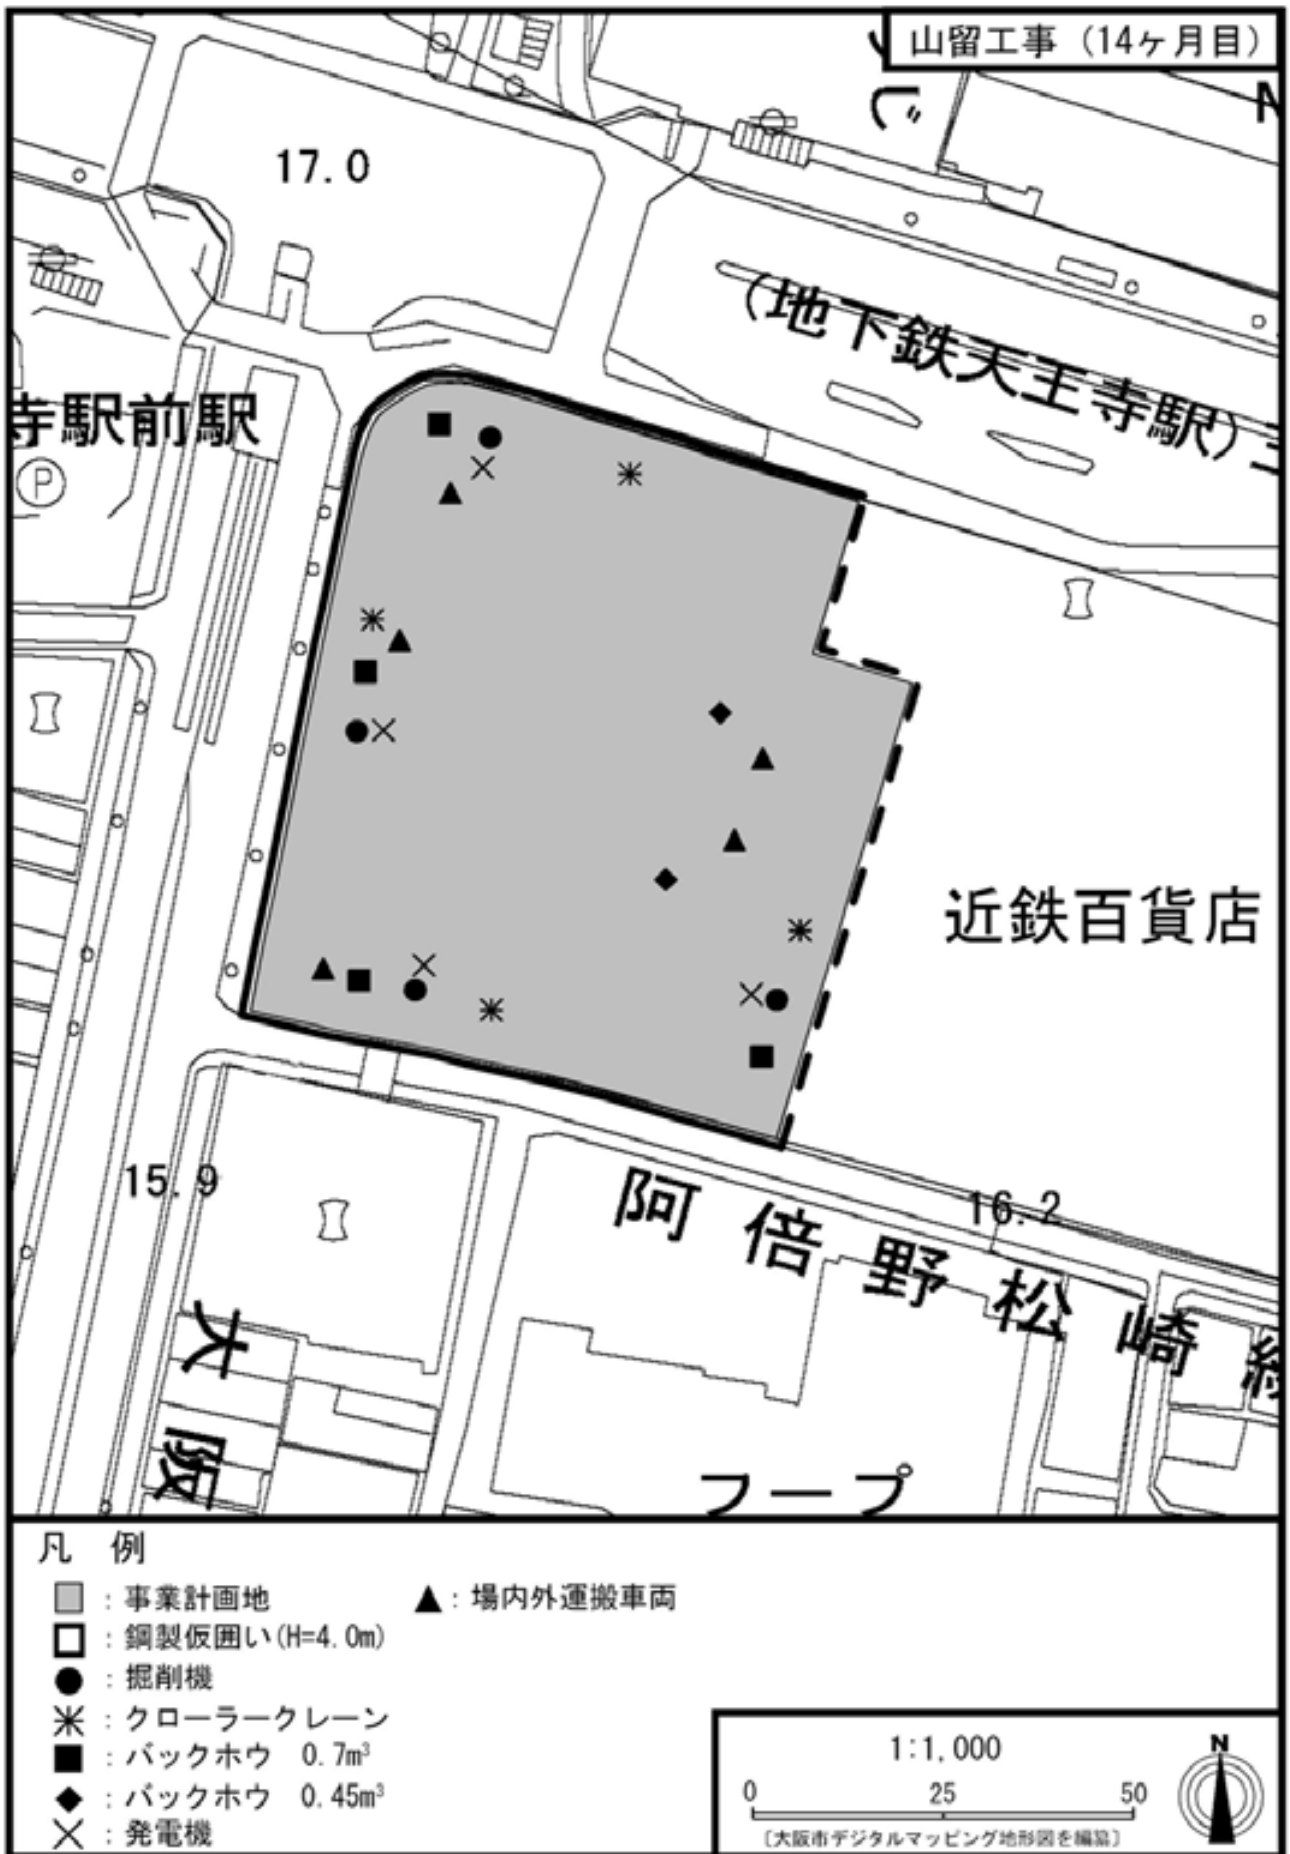 山留工事（14ヶ月目）
じ
17.0
（地下鉄天王寺駅）
寺駅前駅
P
近鉄百貨店
15.9
16.2
阿倍野松崎
大阪
フープ
凡 例
：事業計画地
：鋼製仮囲い(H=4.0m)
：掘削機
：クローラークレーン
：バックホウ 0.7m³
：バックホウ 0.45m³
：発電機
▲：場内外運搬車両
1:1,000
N
0 25 50
〔大阪市デジタルマッピング地形図を編纂〕